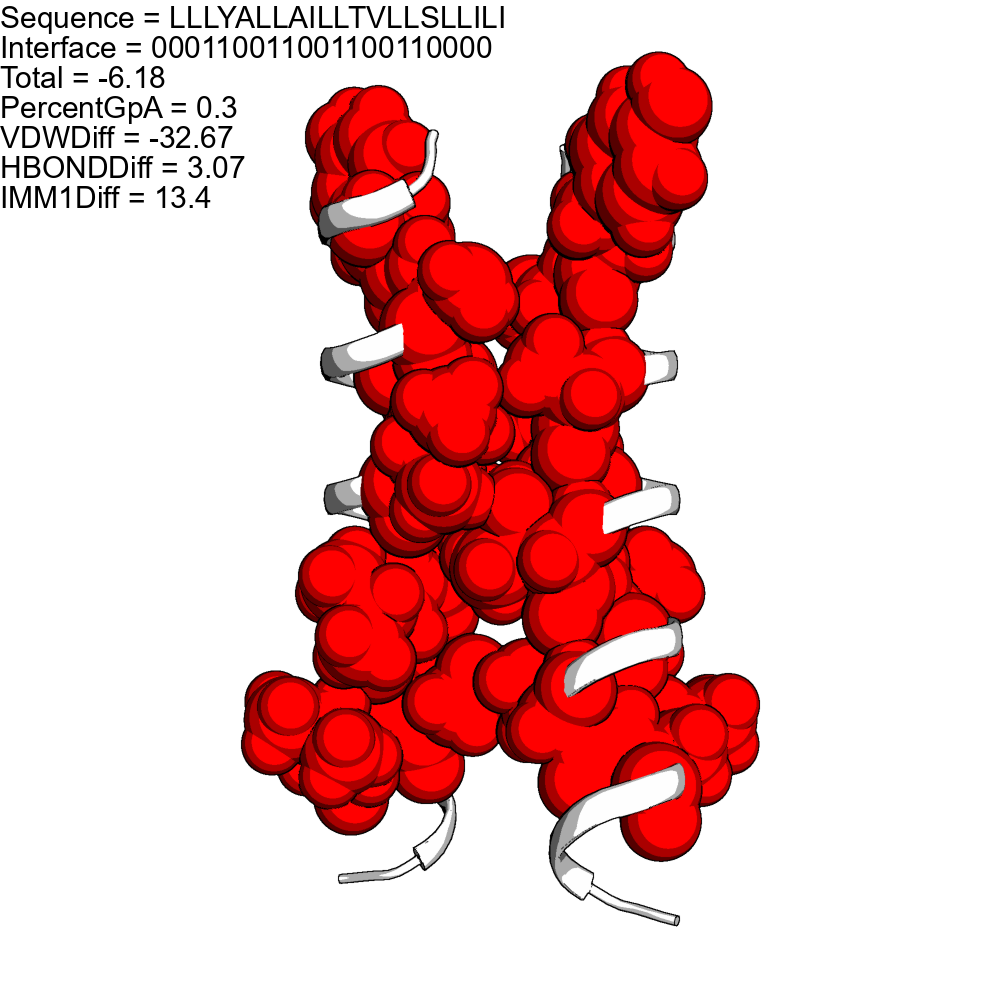 Sequence = LLLYALLAILLTVLLSLLILI
Interface = 000110011001100110000
Total = -6.18
PercentGpA = 0.3
VDWDiff = -32.67
HBONDDiff = 3.07
IMM1Diff = 13.4